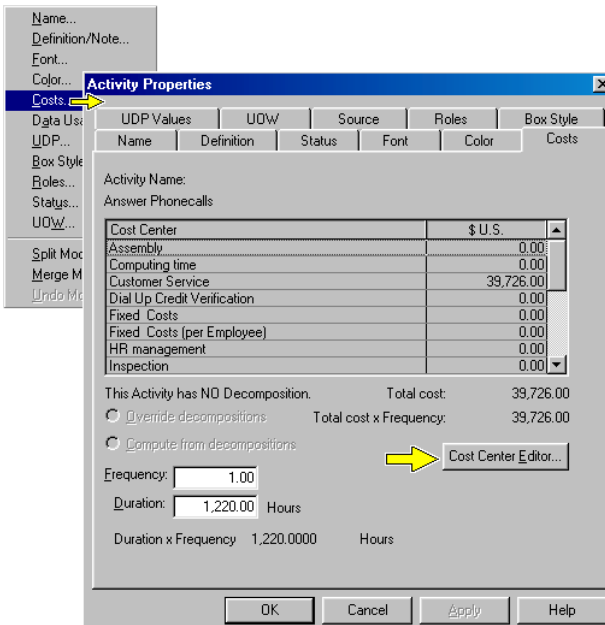 Name...
Definition/Note...
Font...
Color...
Costs...
Data Usa
UDP...
Box Style
Roles...
Status...
UOW...
Split Mod
Merge M
Undo Mo
Activity Properties
UDP Values UOW Source Roles Box Style
Name Definition Status Font Color Costs
Activity Name:
Answer Phonecalls
Cost Center $ U.S.
Assembly 0.00
Computing time 0.00
Customer Service 39,726.00
Dial Up Credit Verification 0.00
Fixed Costs 0.00
Fixed Costs (per Employee) 0.00
HR management 0.00
Inspection 0.00
This Activity has NO Decomposition. Total cost: 39,726.00
Override decompositions Total cost x Frequency: 39,726.00
Compute from decompositions
Cost Center Editor...
Frequency: 1.00
Duration: 1,220.00 Hours
Duration x Frequency 1,220.0000 Hours
OK Cancel Apply Help